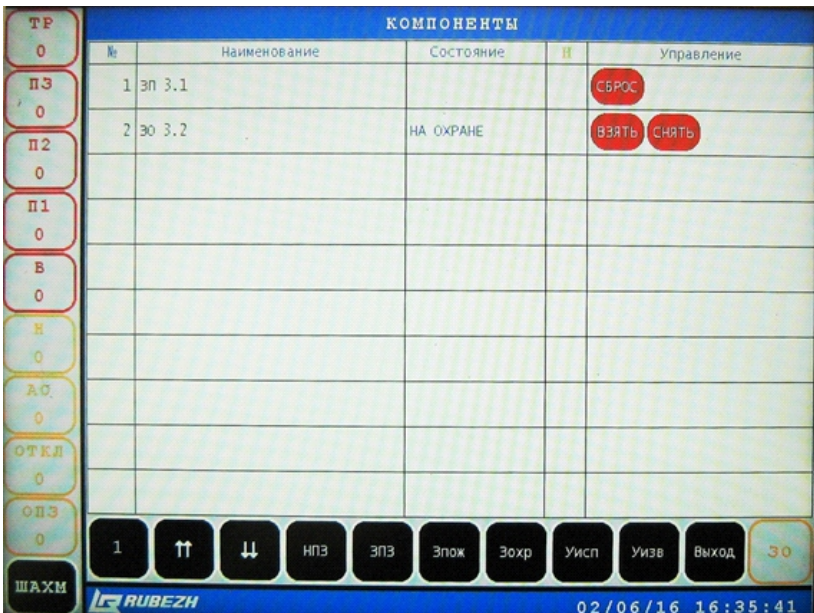 КОМПОНЕНТЫ
ТР
0
ПЗ
0
П2
0
П1
0
В
0
Н
0
АС
0
ОТКЛ
0
ОПЗ
0
ШАХМ
№ Наименование Состояние Н Управление
1 ЗП 3.1 СБРОС
2 ЗО 3.2 НА ОХРАНЕ ВЗЯТЬ СНЯТЬ
1 НПЗ ЗПЗ Зпож Зохр Уисп Уизв Выход ЗО
RUBEZH
02/06/16 16:35:41